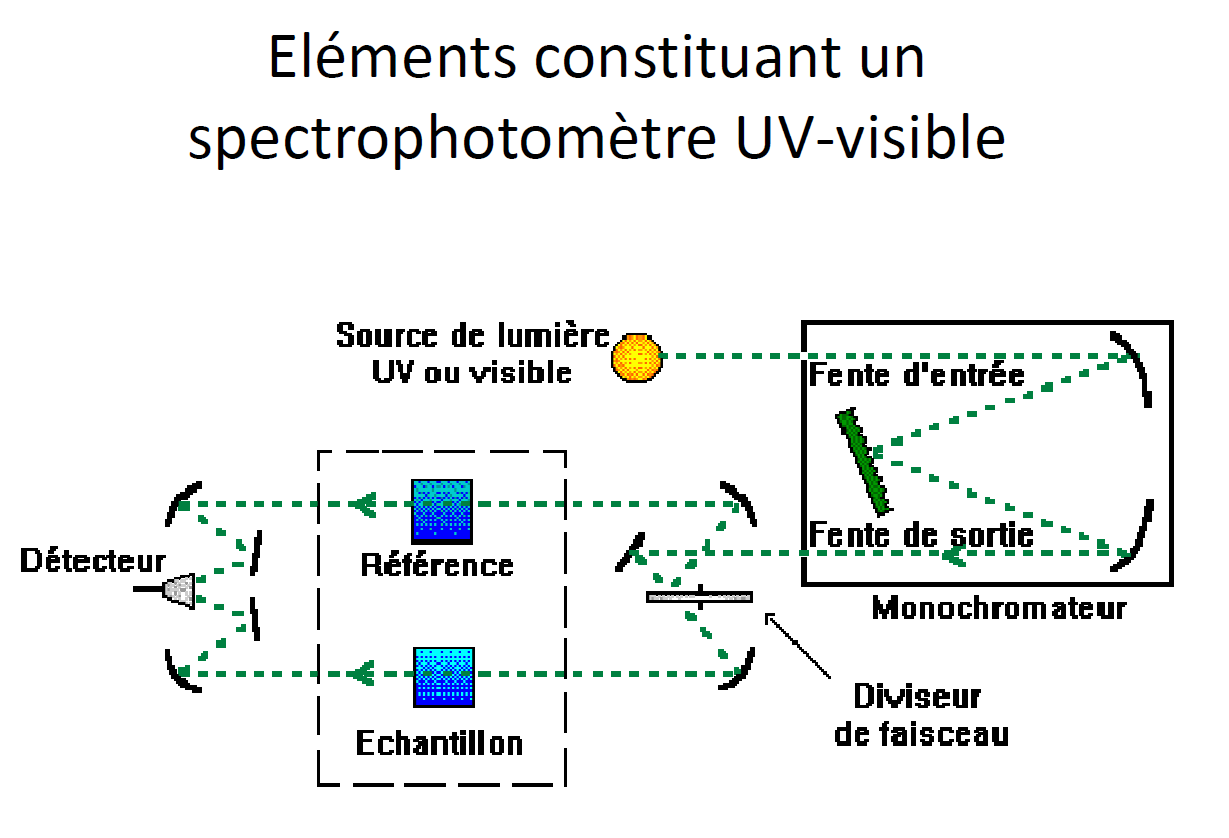 Eléments constituant un
spectrophotomètre UV-visible
Source de lumière
UV ou visible
Fente d'entrée
Fente de sortie
Détecteur
Référence
Monochromateur
Echantillon
Diviseur
de faisceau